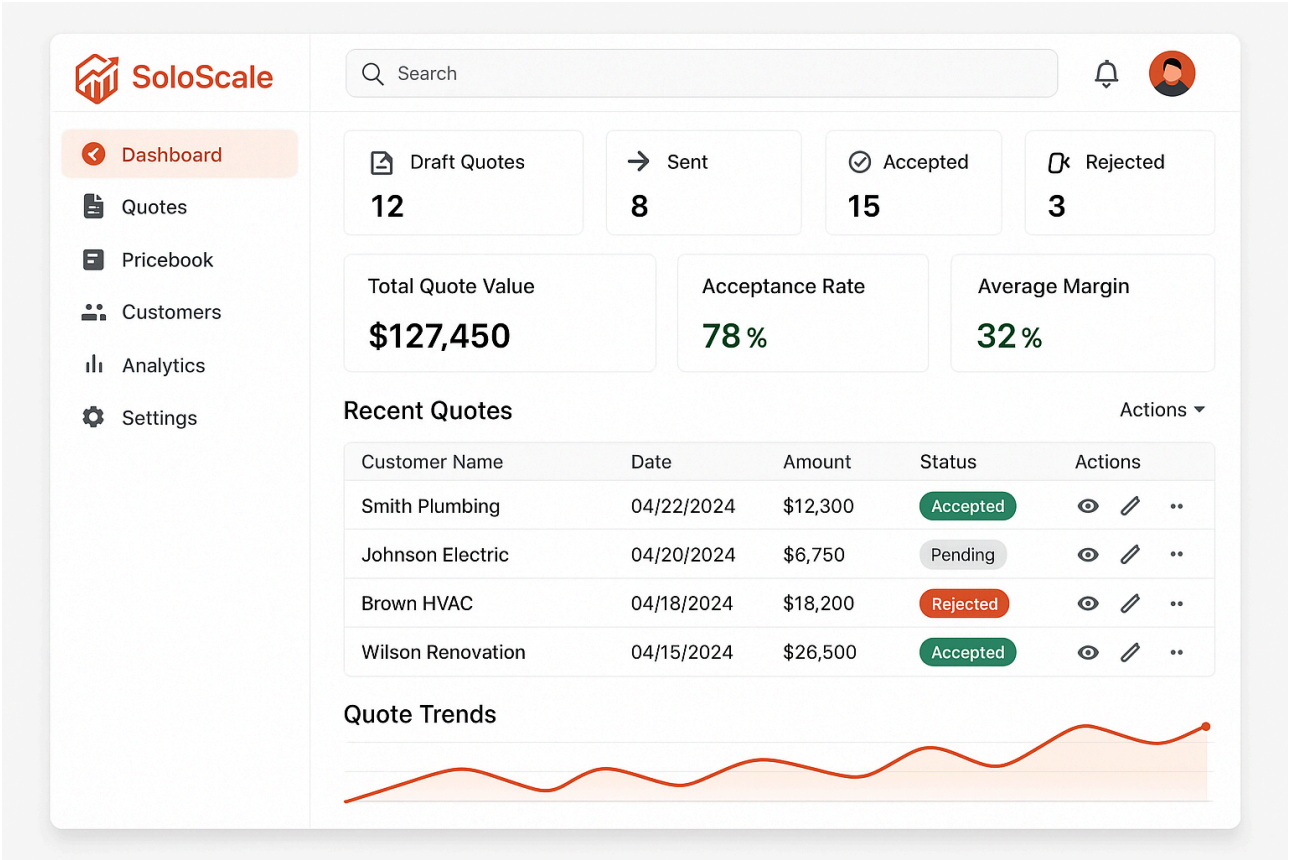 SoloScale
Search
Dashboard
Quotes
Pricebook
Customers
Analytics
Settings
Draft Quotes
12
Sent
8
Accepted
15
Rejected
3
Total Quote Value
$127,450
Acceptance Rate
78 %
Average Margin
32 %
Recent Quotes
Actions
Customer Name Date Amount Status Actions
Smith Plumbing 04/22/2024 $12,300 Accepted
Johnson Electric 04/20/2024 $6,750 Pending
Brown HVAC 04/18/2024 $18,200 Rejected
Wilson Renovation 04/15/2024 $26,500 Accepted
Quote Trends